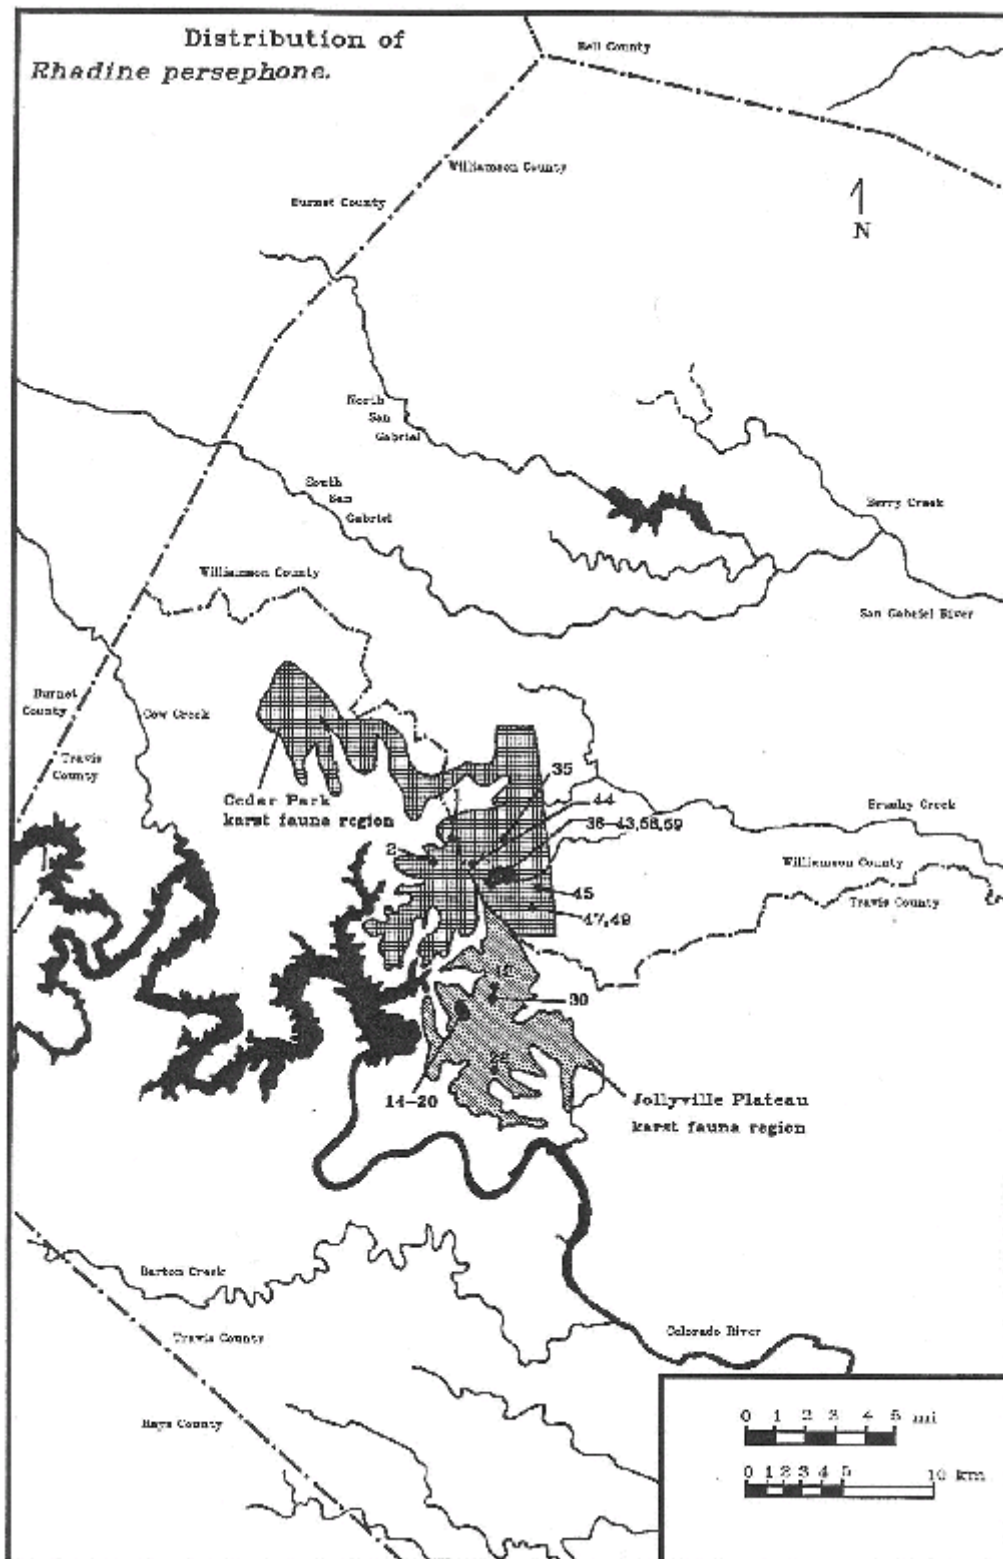 Distribution of
Rhadine persephone.
Bell County
Williamson County
Burnet County
N
North
San
Gabriel
South
San
Gabriel
Berry Creek
Williamson County
San Gabriel River
Burnet
County
Cow Creek
Travis
County
35
Cedar Park
karst fauna region
1
44
Brushy Creek
2
36-43,58,59
Williamson County
45
Travis County
47,49
30
22
14-20
Jollyville Plateau
karst fauna region
Barton Creek
Travis County
Colorado River
Hays County
0 1 2 3 4 5 mi
0 1 2 3 4 5 10 km